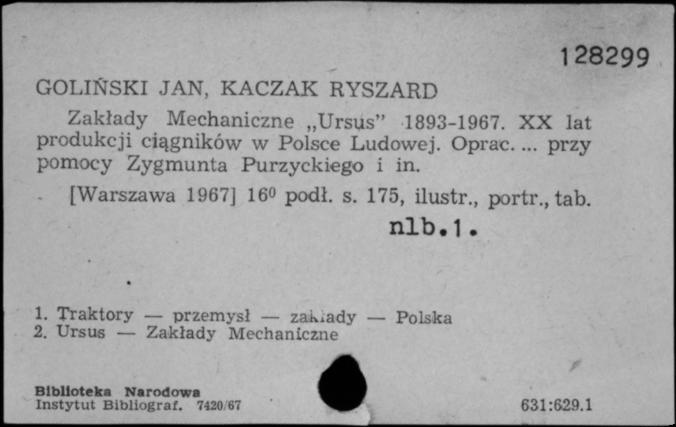 128299
GOLIŃSKI JAN, KACZAK RYSZARD
Zakłady Mechaniczne „Ursus” 1893-1967. XX lat
produkcji ciągników w Polsce Ludowej. Oprac. ... przy
pomocy Zygmunta Purzyckiego i in.
[Warszawa 1967] 16⁰ podł. s. 175, ilustr., portr., tab.
nlb.1.
1. Traktory — przemysł — zakłady — Polska
2. Ursus — Zakłady Mechaniczne
Biblioteka Narodowa
Instytut Bibliograf. 7420/67
631:629.1